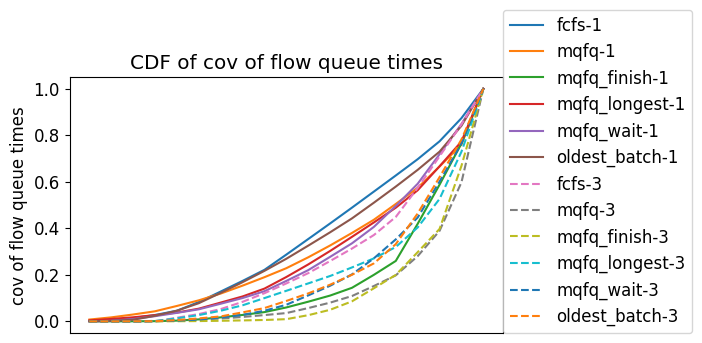 CDF of cov of flow queue times
cov of flow queue times
1.0
0.8
0.6
0.4
0.2
0.0
fcfs-1
mqfq-1
mqfq_finish-1
mqfq_longest-1
mqfq_wait-1
oldest_batch-1
fcfs-3
mqfq-3
mqfq_finish-3
mqfq_longest-3
mqfq_wait-3
oldest_batch-3